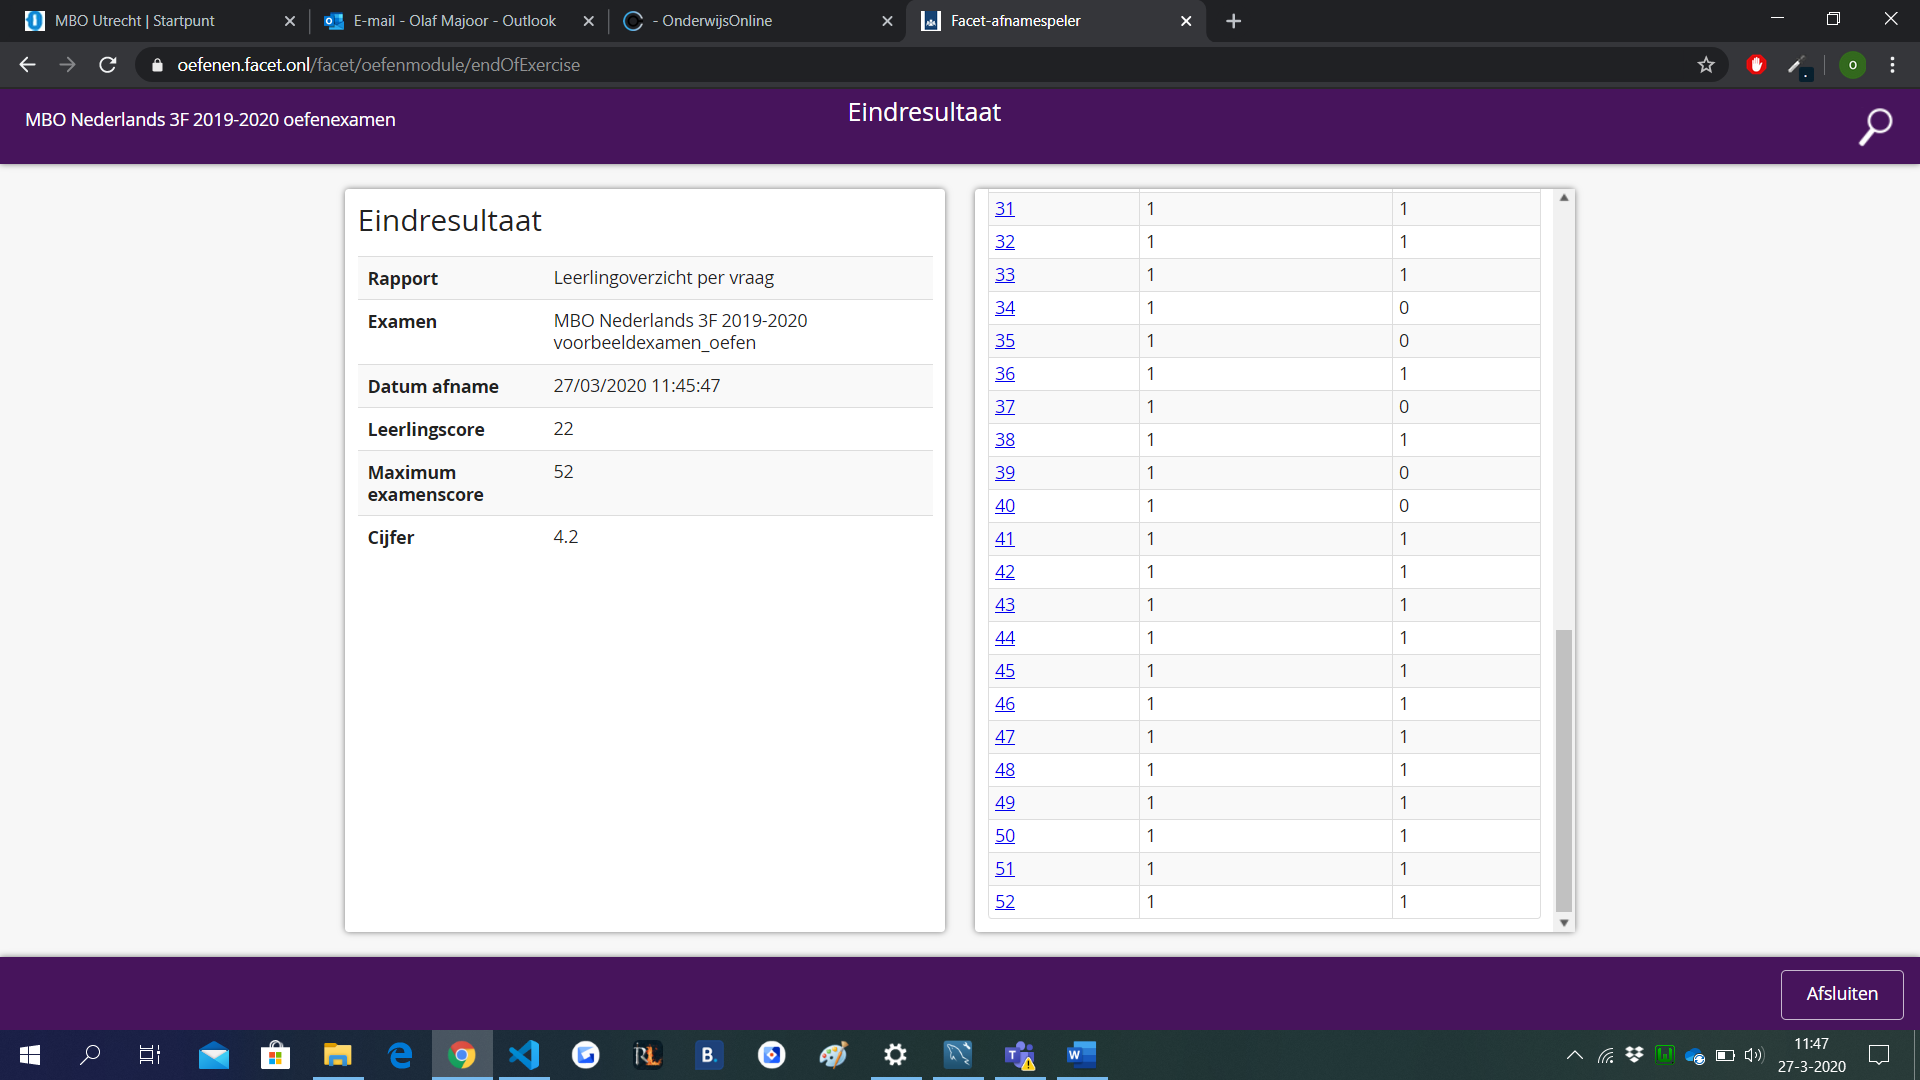 MBO Utrecht | Startpunt
E-mail - Olaf Majoor - Outlook
- OnderwijsOnline
Facet-afnamespeler
oefenen.facet.onl/facet/oefenmodule/endOfExercise
o
MBO Nederlands 3F 2019-2020 oefenexamen
Eindresultaat
Eindresultaat
Rapport Leerlingoverzicht per vraag
Examen MBO Nederlands 3F 2019-2020
voorbeeldexamen_oefen
Datum afname 27/03/2020 11:45:47
Leerlingscore 22
Maximum 52
examenscore
Cijfer 4.2
31 1 1
32 1 1
33 1 1
34 1 0
35 1 0
36 1 1
37 1 0
38 1 1
39 1 0
40 1 0
41 1 1
42 1 1
43 1 1
44 1 1
45 1 1
46 1 1
47 1 1
48 1 1
49 1 1
50 1 1
51 1 1
52 1 1
Afsluiten
RL
B.
T
W
11:47
27-3-2020